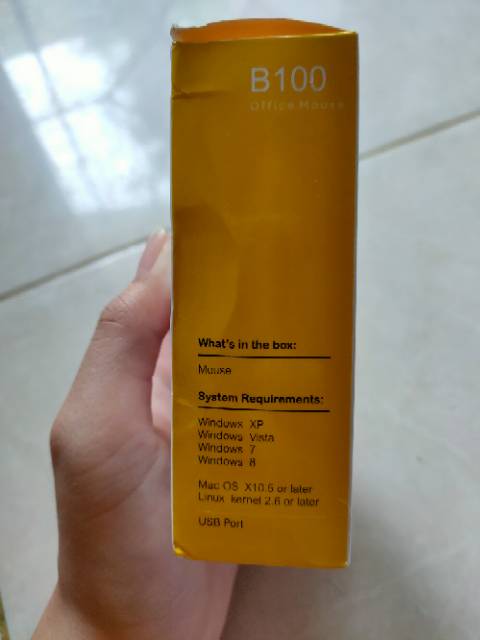 B100
Office Mouse
What's in the box:
Mouse
System Requirements:
Windows XP
Windows Vista
Windows 7
Windows 8
Mac OS X10.5 or later
Linux kernel 2.6 or later
USB Port